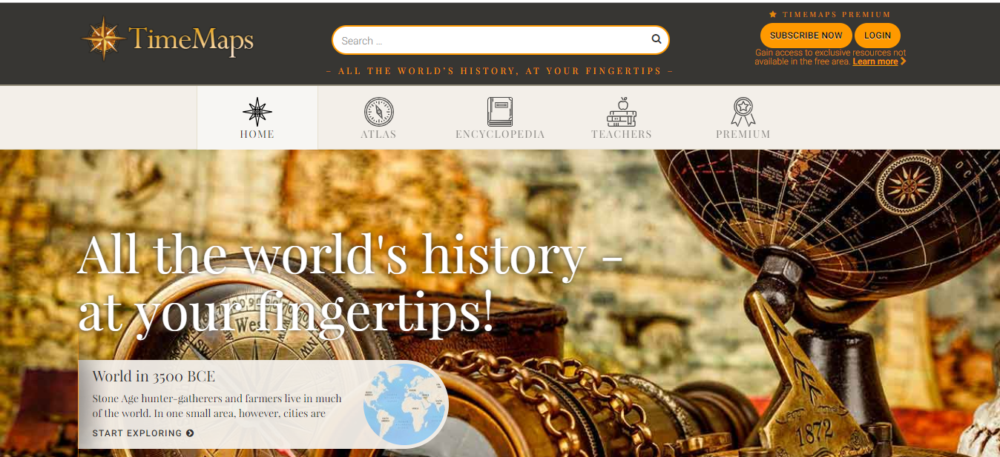 TimeMaps
Search ...
– ALL THE WORLD'S HISTORY, AT YOUR FINGERTIPS –
TIMEMAPS PREMIUM
SUBSCRIBE NOW
LOGIN
Gain access to exclusive resources not
available in the free area. Learn more
HOME
ATLAS
ENCYCLOPEDIA
TEACHERS
PREMIUM
All the world's history –
at your fingertips!
West
World in 3500 BCE
Stone Age hunter-gatherers and farmers live in much
of the world. In one small area, however, cities are
START EXPLORING
1872